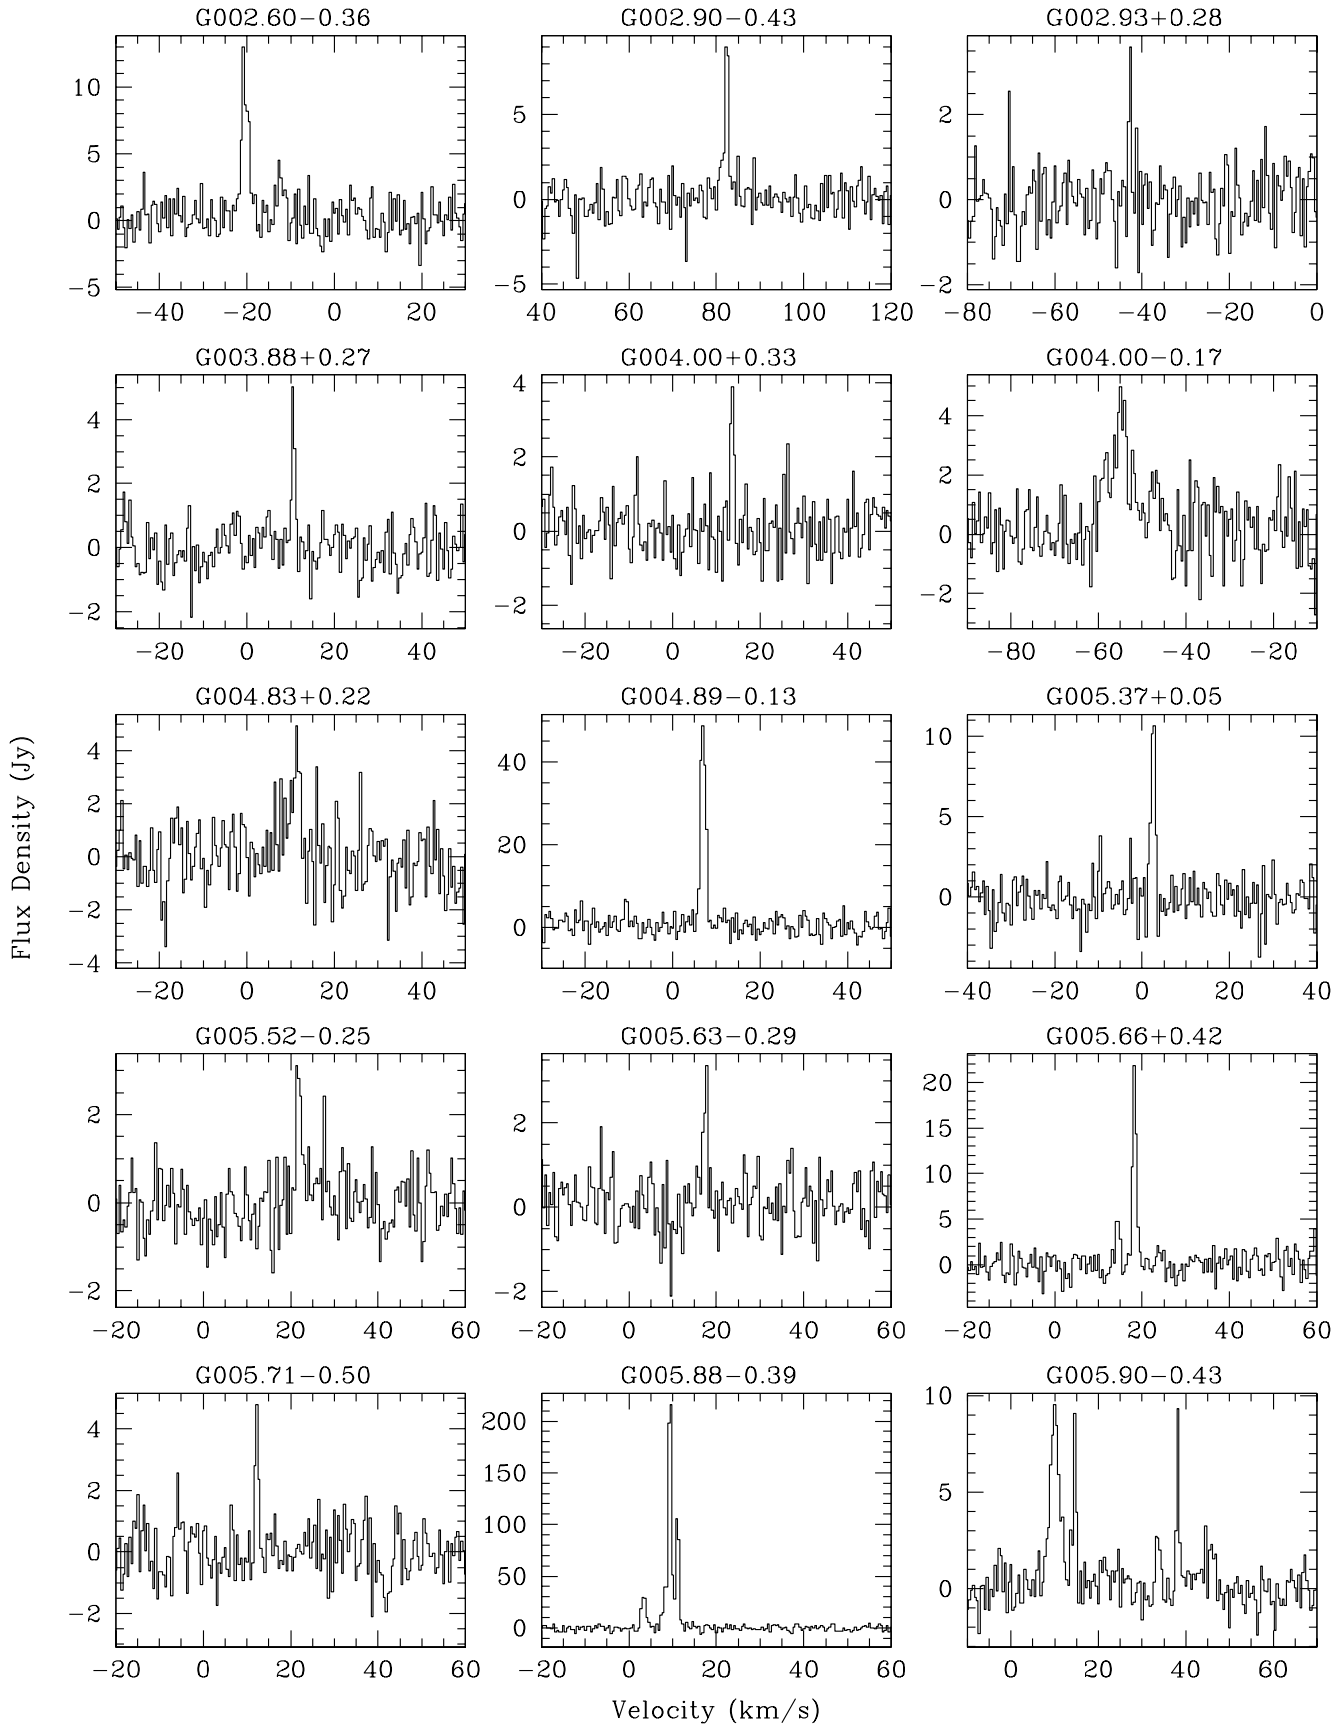 G002.60−0.36 G002.90−0.43 G002.93+0.28
10 5 0 −5
5 0 −5
2 0 −2
−40 −20 0 20
40 60 80 100 120
−80 −60 −40 −20 0
G003.88+0.27 G004.00+0.33 G004.00−0.17
4 2 0 −2
4 2 0 −2
4 2 0 −2
−20 0 20 40
−20 0 20 40
−80 −60 −40 −20
G004.83+0.22 G004.89−0.13 G005.37+0.05
4 2 0 −2 −4
40 20 0
10 5 0
−20 0 20 40
−20 0 20 40
−40 −20 0 20 40
Flux Density (Jy)
G005.52−0.25 G005.63−0.29 G005.66+0.42
2 0 −2
2 0 −2
20 15 10 5 0
−20 0 20 40 60
−20 0 20 40 60
−20 0 20 40 60
G005.71−0.50 G005.88−0.39 G005.90−0.43
4 2 0 −2
200 150 100 50 0
10 5 0
−20 0 20 40 60
−20 0 20 40 60
0 20 40 60
Velocity (km/s)